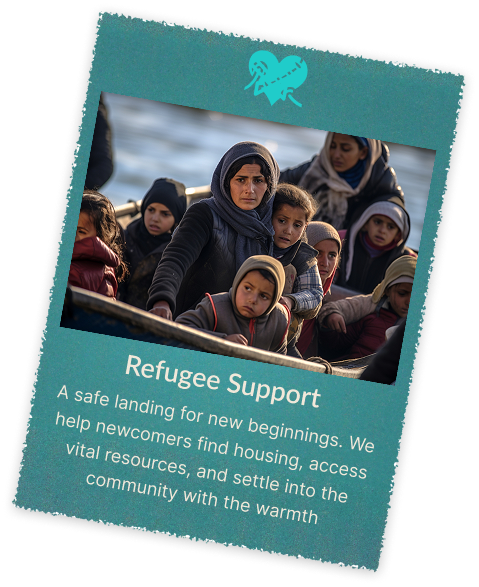 Refugee Support
A safe landing for new beginnings. We
help newcomers find housing, access
vital resources, and settle into the
community with the warmth